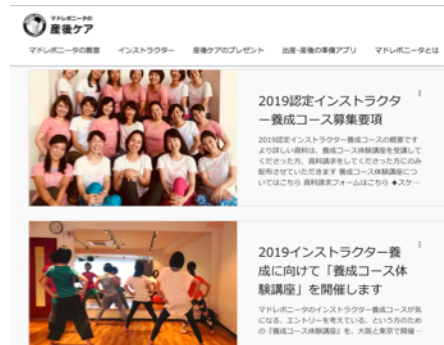 マドレボニータの
産後ケア
マドレボニータの教室 インストラクター 産後ケアのプレゼント 出産・産後の準備アプリ マドレボニータとは
2019認定インストラクタ
ー養成コース募集要項
2019認定インストラクター養成コースの概要です
より詳しい資料は、養成コース体験講座を受講して
くださった方、資料請求をしてくださった方にのみ
配布させていただきます 養成コース体験講座につ
いてはこちら 資料請求フォームはこちら ◆スケ…
2019インストラクター養
成に向けて「養成コース体
験講座」を開催します
マドレボニータのインストラクター養成コースが気
になる、エントリーを考えている、という方のため
の『養成コース体験講座』を、大阪と東京で開催…